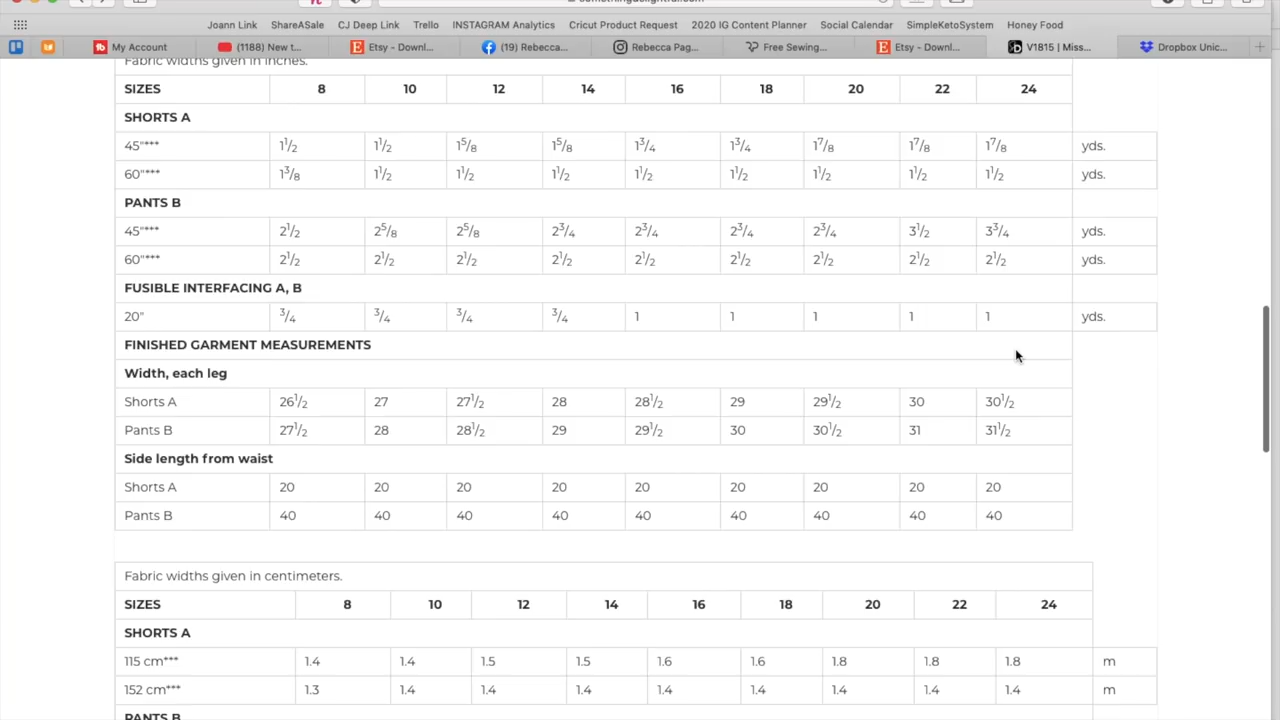 Joann Link ShareASale CJ Deep Link Trello INSTAGRAM Analytics Cricut Product Request 2020 IG Content Planner Social Calendar SimpleKetoSystem Honey Food
My Account (1188) New t... Etsy - Downl... (19) Rebecca... Rebecca Pag... Free Sewing... Etsy - Downl... V1815 | Miss... Dropbox Unic...
Fabric widths given in inches.
SIZES 8 10 12 14 16 18 20 22 24
SHORTS A
45"*** 1 1/2 1 1/2 1 5/8 1 5/8 1 3/4 1 3/4 1 7/8 1 7/8 1 7/8 yds.
60"*** 1 3/8 1 1/2 1 1/2 1 1/2 1 1/2 1 1/2 1 1/2 1 1/2 1 1/2 yds.
PANTS B
45"*** 2 1/2 2 5/8 2 5/8 2 3/4 2 3/4 2 3/4 2 3/4 3 1/2 3 3/4 yds.
60"*** 2 1/2 2 1/2 2 1/2 2 1/2 2 1/2 2 1/2 2 1/2 2 1/2 2 1/2 yds.
FUSIBLE INTERFACING A, B
20" 3/4 3/4 3/4 3/4 1 1 1 1 1 yds.
FINISHED GARMENT MEASUREMENTS
Width, each leg
Shorts A 26 1/2 27 27 1/2 28 28 1/2 29 29 1/2 30 30 1/2
Pants B 27 1/2 28 28 1/2 29 29 1/2 30 30 1/2 31 31 1/2
Side length from waist
Shorts A 20 20 20 20 20 20 20 20 20
Pants B 40 40 40 40 40 40 40 40 40
Fabric widths given in centimeters.
SIZES 8 10 12 14 16 18 20 22 24
SHORTS A
115 cm*** 1.4 1.4 1.5 1.5 1.6 1.6 1.8 1.8 1.8 m
152 cm*** 1.3 1.4 1.4 1.4 1.4 1.4 1.4 1.4 1.4 m
PANTS B